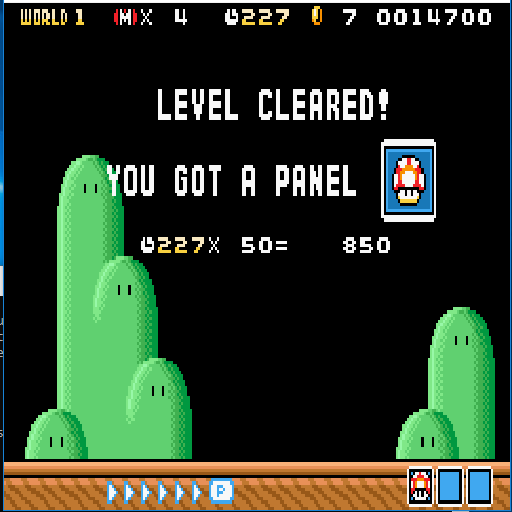 WORLD 1 (M)X 4 227 7 0014700
LEVEL CLEARED!
YOU GOT A PANEL
227X 50= 850
P